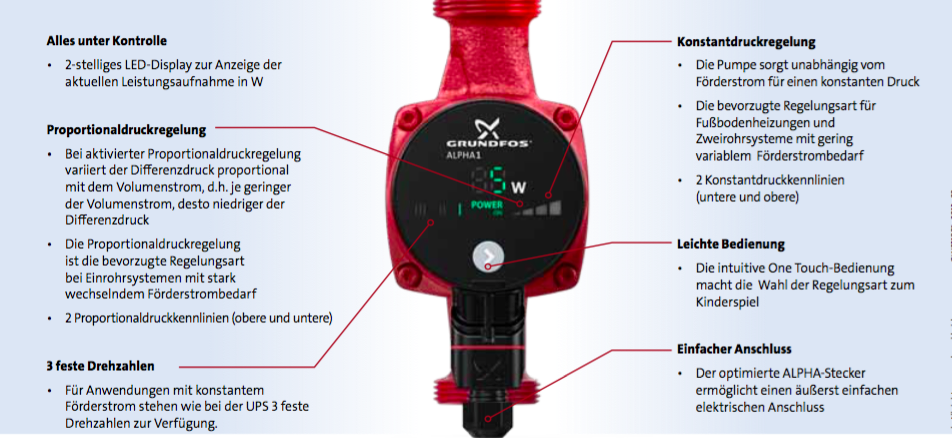 Alles unter Kontrolle
• 2-stelliges LED-Display zur Anzeige der
aktuellen Leistungsaufnahme in W
Proportionaldruckregelung
• Bei aktivierter Proportionaldruckregelung
variiert der Differenzdruck proportional
mit dem Volumenstrom, d.h. je geringer
der Volumenstrom, desto niedriger der
Differenzdruck
• Die Proportionaldruckregelung
ist die bevorzugte Regelungsart
bei Einrohrsystemen mit stark
wechselndem Förderstrombedarf
• 2 Proportionaldruckkennlinien (obere und untere)
3 feste Drehzahlen
• Für Anwendungen mit konstantem
Förderstrom stehen wie bei der UPS 3 feste
Drehzahlen zur Verfügung.
GRUNDFOS
ALPHA1
5 W
POWER
ON
III II I
Konstantdruckregelung
• Die Pumpe sorgt unabhängig vom
Förderstrom für einen konstanten Druck
• Die bevorzugte Regelungsart für
Fußbodenheizungen und
Zweirohrsysteme mit gering
variablem Förderstrombedarf
• 2 Konstantdruckkennlinien
(untere und obere)
Leichte Bedienung
• Die intuitive One Touch-Bedienung
macht die Wahl der Regelungsart zum
Kinderspiel
Einfacher Anschluss
• Der optimierte ALPHA-Stecker
ermöglicht einen äußerst einfachen
elektrischen Anschluss